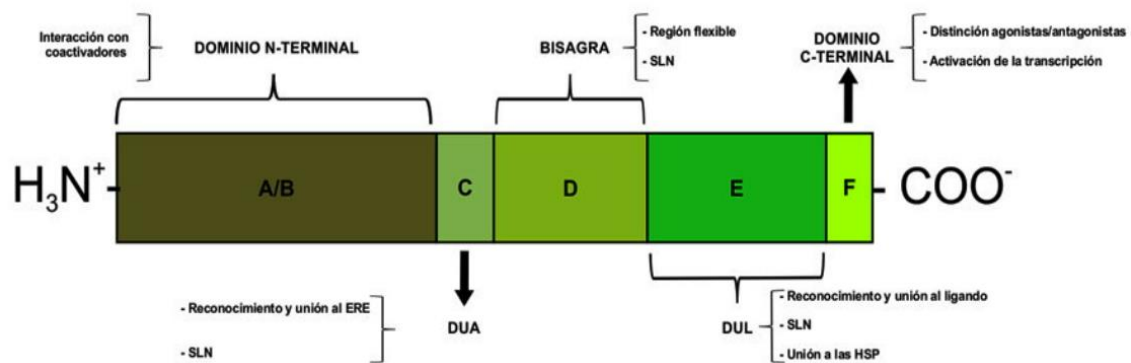 Interacción con
coactivadores
DOMINIO N-TERMINAL
BISAGRA
- Región flexible
- SLN
DOMINIO
C-TERMINAL
- Distinción agonistas/antagonistas
- Activación de la transcripción
H₃N⁺
A/B
C
D
E
F
COO⁻
- Reconocimiento y unión al ERE
- SLN
DUA
DUL
- Reconocimiento y unión al ligando
- SLN
- Unión a las HSP